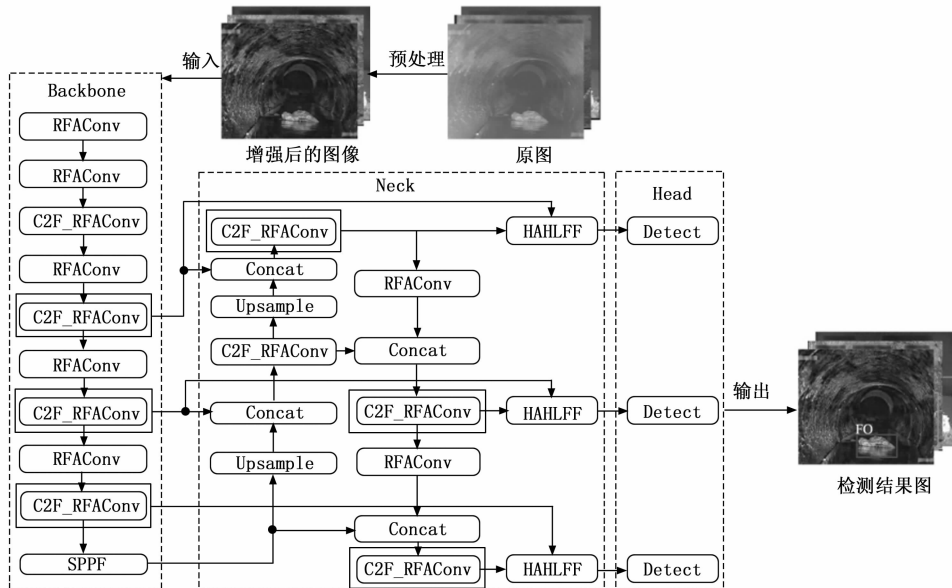 输入
预处理
增强后的图像
原图
Backbone
RFAConv
RFAConv
C2F_RFAConv
RFAConv
C2F_RFAConv
RFAConv
C2F_RFAConv
RFAConv
C2F_RFAConv
SPPF
Neck
C2F_RFAConv
Concat
Upsample
C2F_RFAConv
Concat
Upsample
RFAConv
Concat
C2F_RFAConv
RFAConv
Concat
C2F_RFAConv
HAHLFF
HAHLFF
HAHLFF
Head
Detect
Detect
Detect
输出
FO
检测结果图